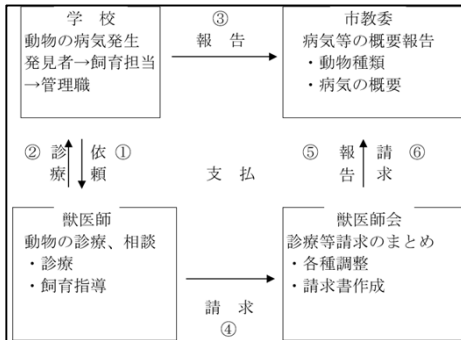 学 校
動物の病気発生
発見者→飼育担当
→管理職
③
報 告
市教委
病気等の概要報告
・動物種類
・病気の概要
② 診療
依頼 ①
支 払
⑤ 報告
請求 ⑥
獣医師
動物の診療、相談
・診療
・飼育指導
請 求
④
獣医師会
診療等請求のまとめ
・各種調整
・請求書作成